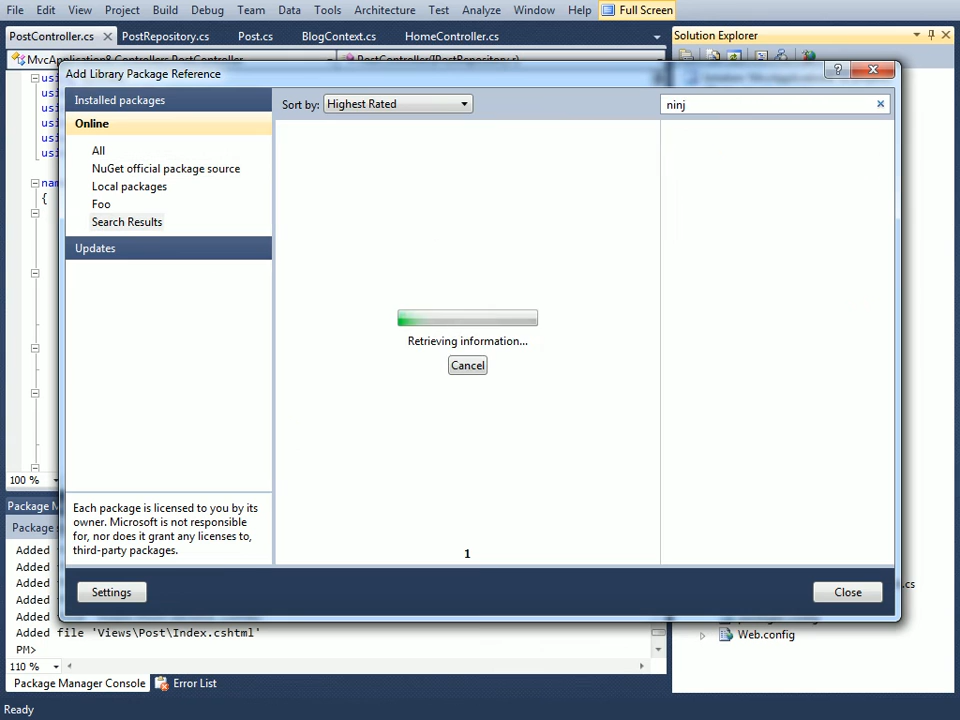 File Edit View Project Build Debug Team Data Tools Architecture Test Analyze Window Help Full Screen
PostController.cs PostRepository.cs Post.cs BlogContext.cs HomeController.cs
Solution Explorer
Add Library Package Reference
Installed packages
Sort by: Highest Rated
ninj
Online
All
NuGet official package source
Local packages
Foo
Search Results
Updates
Retrieving information...
Cancel
Each package is licensed to you by its
owner. Microsoft is not responsible
for, nor does it grant any licenses to,
third-party packages.
1
Settings
Close
100 %
Package
Added
Added
Added
Added
Added
Added file 'Views\Post\Index.cshtml'
PM>
Web.config
110 %
Package Manager Console Error List
Ready